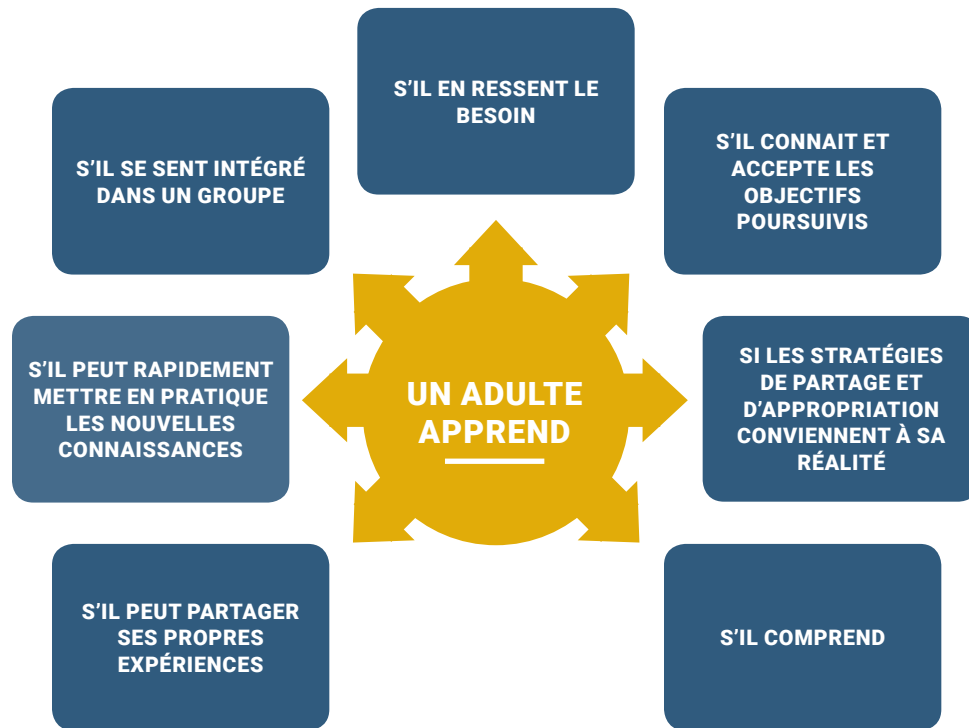 S'IL EN RESSENT LE
BESOIN
S'IL SE SENT INTÉGRÉ
DANS UN GROUPE
S'IL CONNAIT ET
ACCEPTE LES
OBJECTIFS
POURSUIVIS
S'IL PEUT RAPIDEMENT
METTRE EN PRATIQUE
LES NOUVELLES
CONNAISSANCES
UN ADULTE
APPREND
SI LES STRATÉGIES
DE PARTAGE ET
D'APPROPRIATION
CONVIENNENT À SA
RÉALITÉ
S'IL PEUT PARTAGER
SES PROPRES
EXPÉRIENCES
S'IL COMPREND